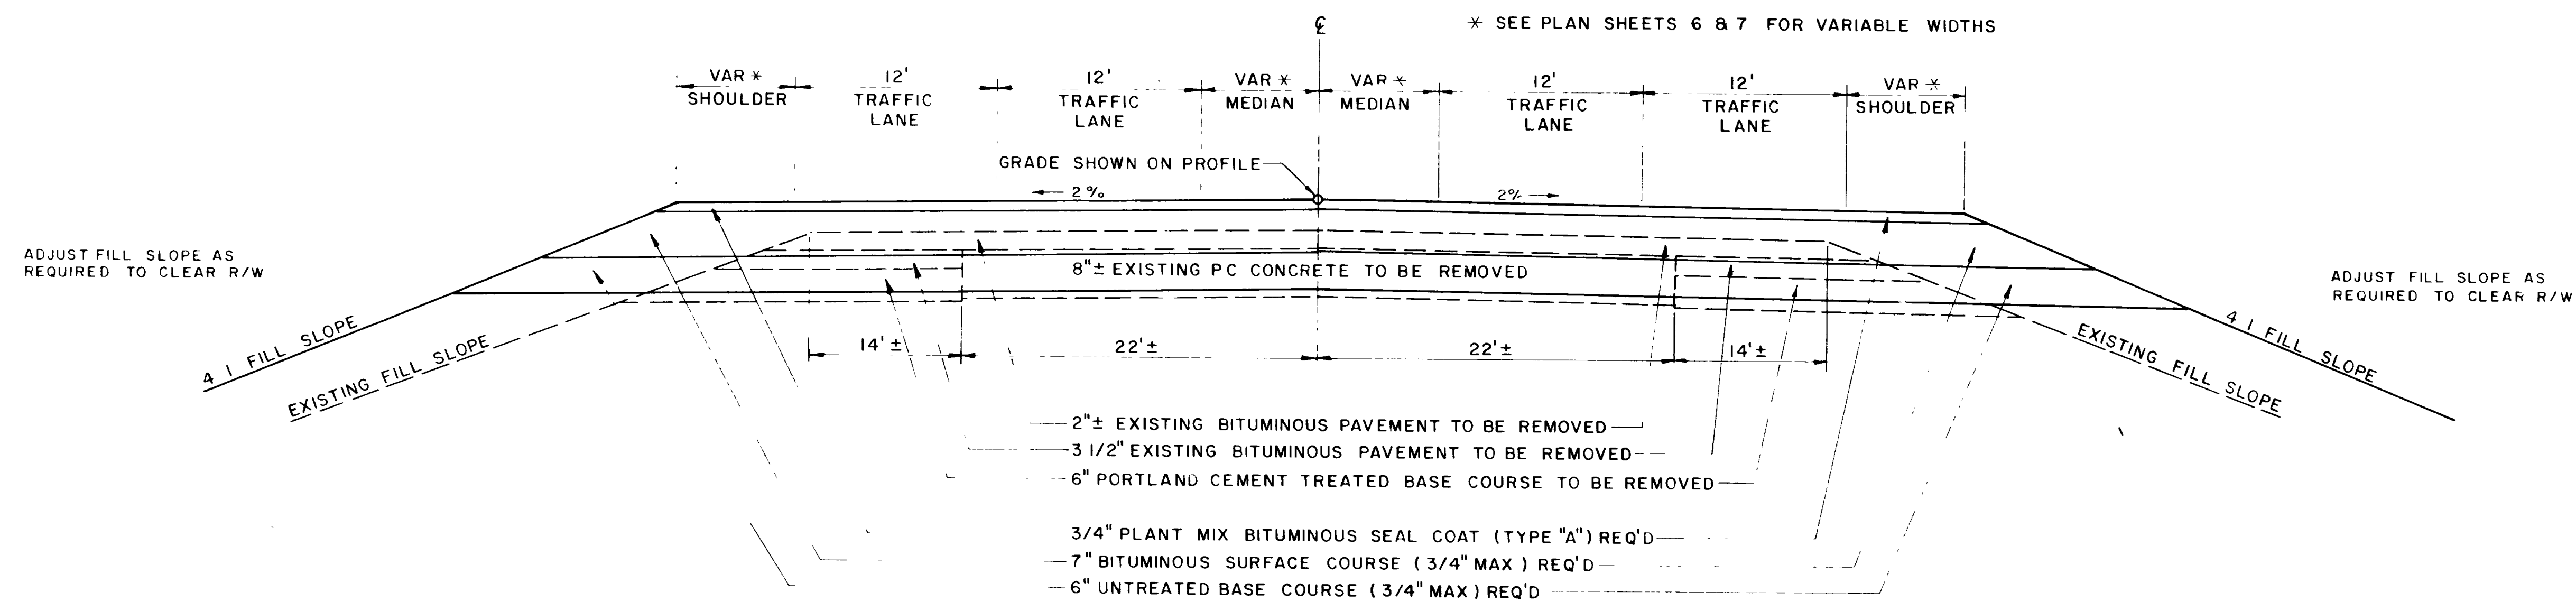 ℄
* SEE PLAN SHEETS 6 & 7 FOR VARIABLE WIDTHS
VAR *
SHOULDER
12'
TRAFFIC
LANE
12'
TRAFFIC
LANE
VAR *
MEDIAN
VAR *
MEDIAN
12'
TRAFFIC
LANE
12'
TRAFFIC
LANE
VAR *
SHOULDER
GRADE SHOWN ON PROFILE
2%
2%
ADJUST FILL SLOPE AS
REQUIRED TO CLEAR R/W
8"± EXISTING PC CONCRETE TO BE REMOVED
ADJUST FILL SLOPE AS
REQUIRED TO CLEAR R/W
4 1 FILL SLOPE
EXISTING FILL SLOPE
14'±
22'±
22'±
14'±
4 1 FILL SLOPE
EXISTING FILL SLOPE
2"± EXISTING BITUMINOUS PAVEMENT TO BE REMOVED
3 1/2" EXISTING BITUMINOUS PAVEMENT TO BE REMOVED
6" PORTLAND CEMENT TREATED BASE COURSE TO BE REMOVED
3/4" PLANT MIX BITUMINOUS SEAL COAT (TYPE "A") REQ'D
7" BITUMINOUS SURFACE COURSE (3/4" MAX) REQ'D
6" UNTREATED BASE COURSE (3/4" MAX) REQ'D